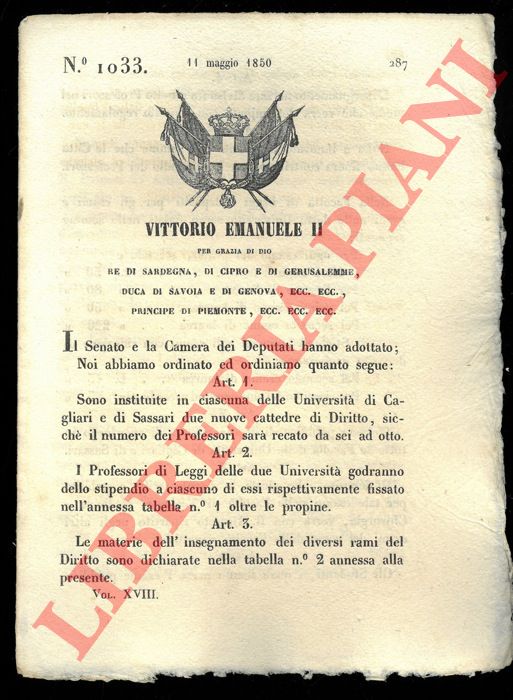 N.º 1033.
11 maggio 1850
287
VITTORIO EMANUELE II
PER GRAZIA DI DIO
RE DI SARDEGNA, DI CIPRO E DI GERUSALEMME,
DUCA DI SAVOIA E DI GENOVA, ECC. ECC.,
PRINCIPE DI PIEMONTE, ECC. ECC. ECC.
Il Senato e la Camera dei Deputati hanno adottato;
Noi abbiamo ordinato ed ordiniamo quanto segue:
Art. 1.
Sono instituite in ciascuna delle Università di Ca-
gliari e di Sassari due nuove cattedre di Diritto, sic-
chè il numero dei Professori sarà recato da sei ad otto.
Art. 2.
I Professori di Leggi delle due Università godranno
dello stipendio a ciascuno di essi rispettivamente fissato
nell'annessa tabella n.º 1 oltre le propine.
Art. 3.
Le materie dell' insegnamento dei diversi rami del
Diritto sono dichiarate nella tabella n.º 2 annessa alla
presente.
VOL. XVIII.
LIBRERIA PIANI